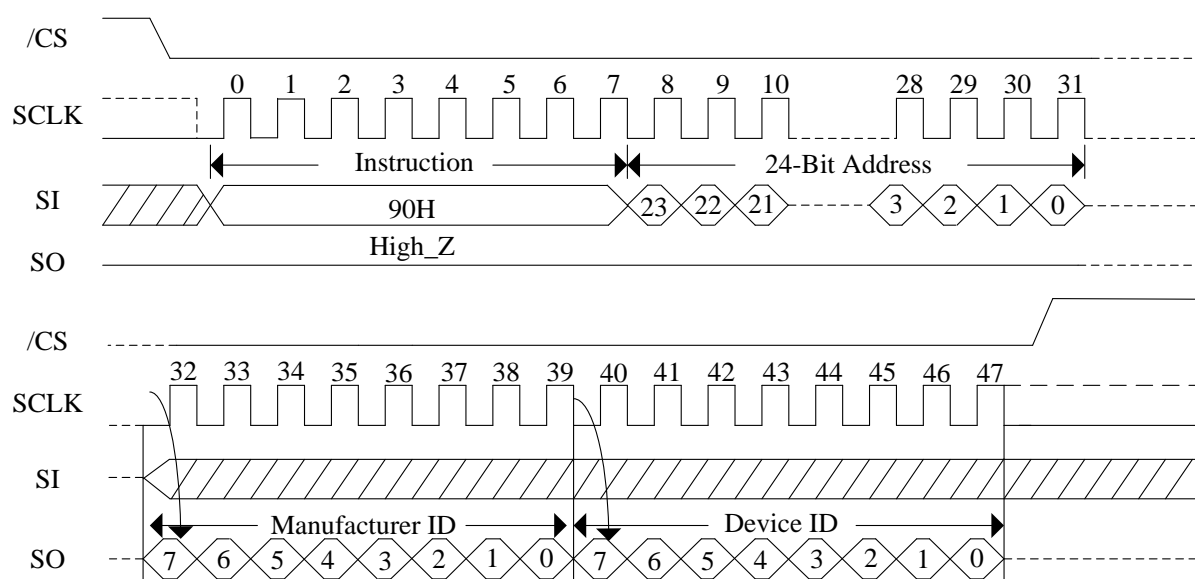 /CS
0 1 2 3 4 5 6 7 8 9 10 28 29 30 31
SCLK
Instruction 24-Bit Address
SI 90H 23 22 21 3 2 1 0
High_Z
SO
/CS
32 33 34 35 36 37 38 39 40 41 42 43 44 45 46 47
SCLK
SI
Manufacturer ID Device ID
SO 7 6 5 4 3 2 1 0 7 6 5 4 3 2 1 0